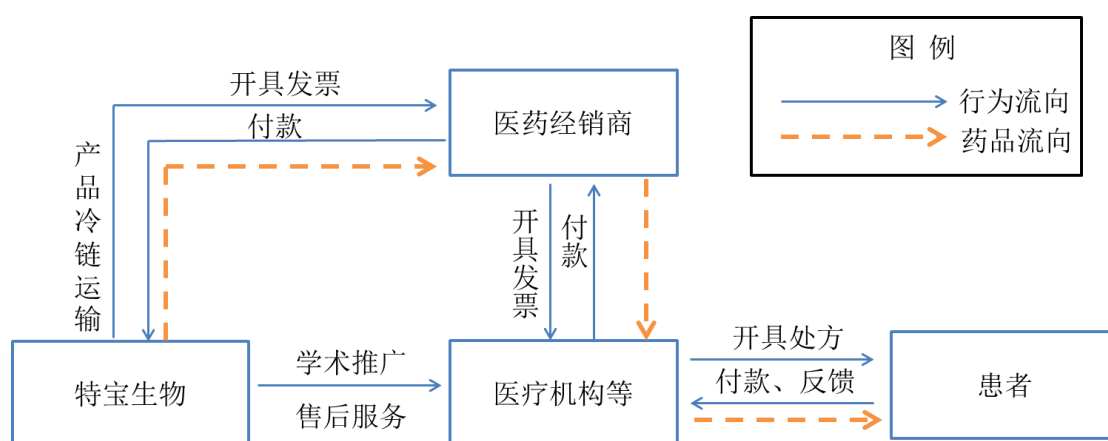 图 例
行为流向
药品流向
开具发票
付款
医药经销商
产品冷链运输
开具发票
付款
特宝生物
学术推广
售后服务
医疗机构等
开具处方
付款、反馈
患者